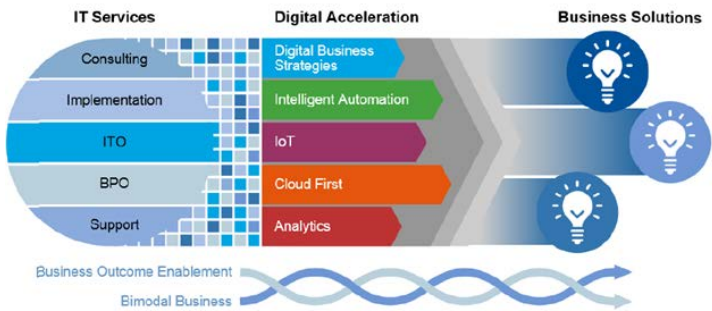 IT Services
Digital Acceleration
Business Solutions
Consulting
Digital Business
Strategies
Implementation
Intelligent Automation
ITO
IoT
BPO
Cloud First
Support
Analytics
Business Outcome Enablement
Bimodal Business